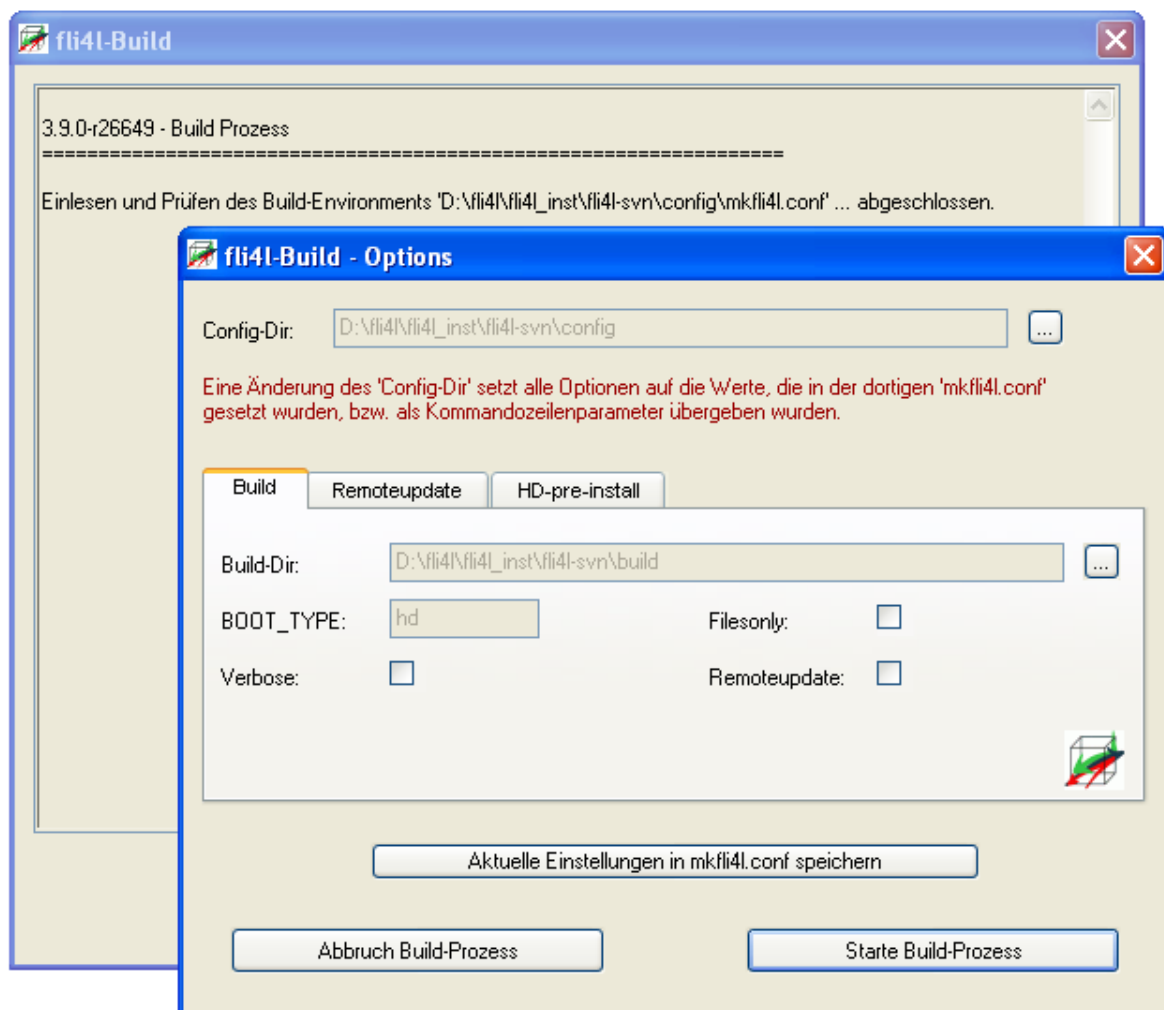 fli4l-Build
3.9.0-r26649 - Build Prozess
==================================================================
Einlesen und Prüfen des Build-Environments 'D:\fli4l\fli4l_inst\fli4l-svn\config\mkfli4l.conf' ... abgeschlossen.
fli4l-Build - Options
Config-Dir: D:\fli4l\fli4l_inst\fli4l-svn\config ...
Eine Änderung des 'Config-Dir' setzt alle Optionen auf die Werte, die in der dortigen 'mkfli4l.conf'
gesetzt wurden, bzw. als Kommandozeilenparameter übergeben wurden.
Build Remoteupdate HD-pre-install
Build-Dir: D:\fli4l\fli4l_inst\fli4l-svn\build ...
BOOT_TYPE: hd Filesonly:
Verbose: Remoteupdate:
Aktuelle Einstellungen in mkfli4l.conf speichern
Abbruch Build-Prozess Starte Build-Prozess